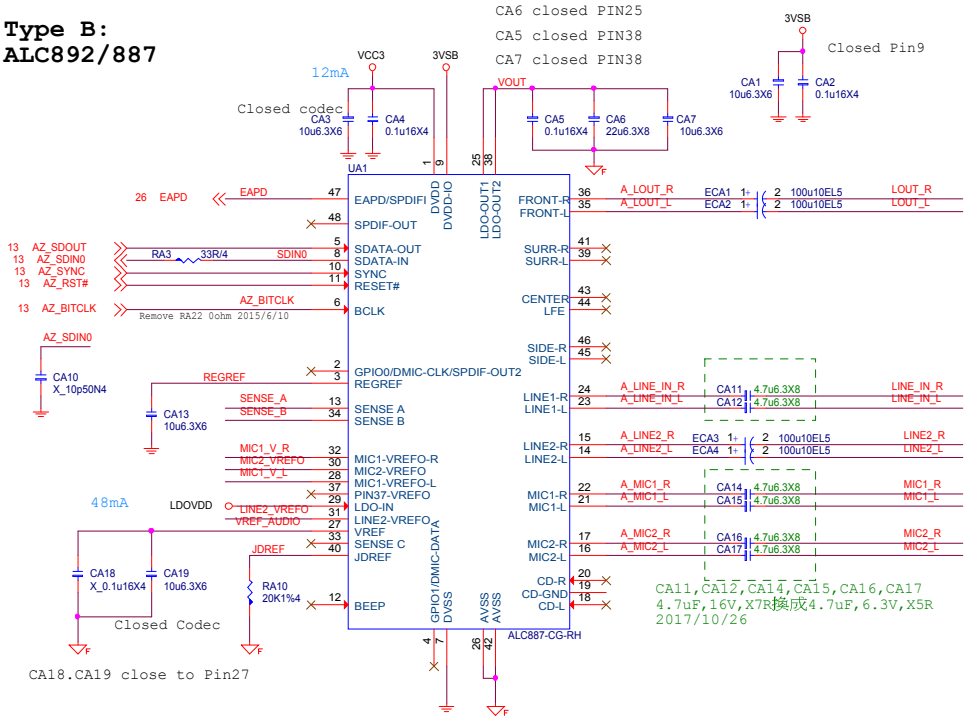 Type B:
ALC892/887
CA6 closed PIN25
CA5 closed PIN38
CA7 closed PIN38
VCC3
3VSB
12mA
Closed codec
CA3
10u6.3X6
CA4
0.1u16X4
VOUT
CA5
0.1u16X4
CA6
22u6.3X8
CA7
10u6.3X6
F
3VSB
Closed Pin9
CA1
10u6.3X6
CA2
0.1u16X4
UA1
1
9
25
38
DVDD
DVDD-IO
LDO-OUT1
LDO-OUT2
26 EAPD
EAPD
47
EAPD/SPDIFI
48
SPDIF-OUT
13 AZ_SDOUT
5
SDATA-OUT
13 AZ_SDIN0
RA3
33R/4
SDIN0
8
SDATA-IN
13 AZ_SYNC
10
SYNC
13 AZ_RST#
11
RESET#
13 AZ_BITCLK
AZ_BITCLK
6
BCLK
Remove RA22 0ohm 2015/6/10
AZ_SDIN0
CA10
X_10p50N4
2
GPIO0/DMIC-CLK/SPDIF-OUT2
REGREF
3
REGREF
CA13
10u6.3X6
SENSE_A
13
SENSE A
SENSE_B
34
SENSE B
MIC1_V_R
32
MIC1-VREFO-R
MIC2_VREFO
30
MIC2-VREFO
MIC1_V_L
28
MIC1-VREFO-L
37
PIN37-VREFO
48mA
LDOVDD
29
LDO-IN
LINE2_VREFO
31
LINE2-VREFO
VREF_AUDIO
27
VREF
33
SENSE C
JDREF
40
JDREF
CA18
X_0.1u16X4
CA19
10u6.3X6
RA10
20K1%4
12
BEEP
Closed Codec
F
F
CA18.CA19 close to Pin27
GPIO1/DMIC-DATA
DVSS
AVSS
AVSS
4
7
26
42
F
ALC887-CG-RH
FRONT-R
36
A_LOUT_R
ECA1
1+
2
100u10EL5
LOUT_R
FRONT-L
35
A_LOUT_L
ECA2
1+
2
100u10EL5
LOUT_L
SURR-R
41
SURR-L
39
CENTER
43
LFE
44
SIDE-R
46
SIDE-L
45
LINE1-R
24
A_LINE_IN_R
CA11
4.7u6.3X8
LINE_IN_R
LINE1-L
23
A_LINE_IN_L
CA12
4.7u6.3X8
LINE_IN_L
LINE2-R
15
A_LINE2_R
ECA3
1+
2
100u10EL5
LINE2_R
LINE2-L
14
A_LINE2_L
ECA4
1+
2
100u10EL5
LINE2_L
MIC1-R
22
A_MIC1_R
CA14
4.7u6.3X8
MIC1_R
MIC1-L
21
A_MIC1_L
CA15
4.7u6.3X8
MIC1_L
MIC2-R
17
A_MIC2_R
CA16
4.7u6.3X8
MIC2_R
MIC2-L
16
A_MIC2_L
CA17
4.7u6.3X8
MIC2_L
CD-R
20
CD-GND
19
CD-L
18
CA11,CA12,CA14,CA15,CA16,CA17
4.7uF,16V,X7R換成4.7uF,6.3V,X5R
2017/10/26